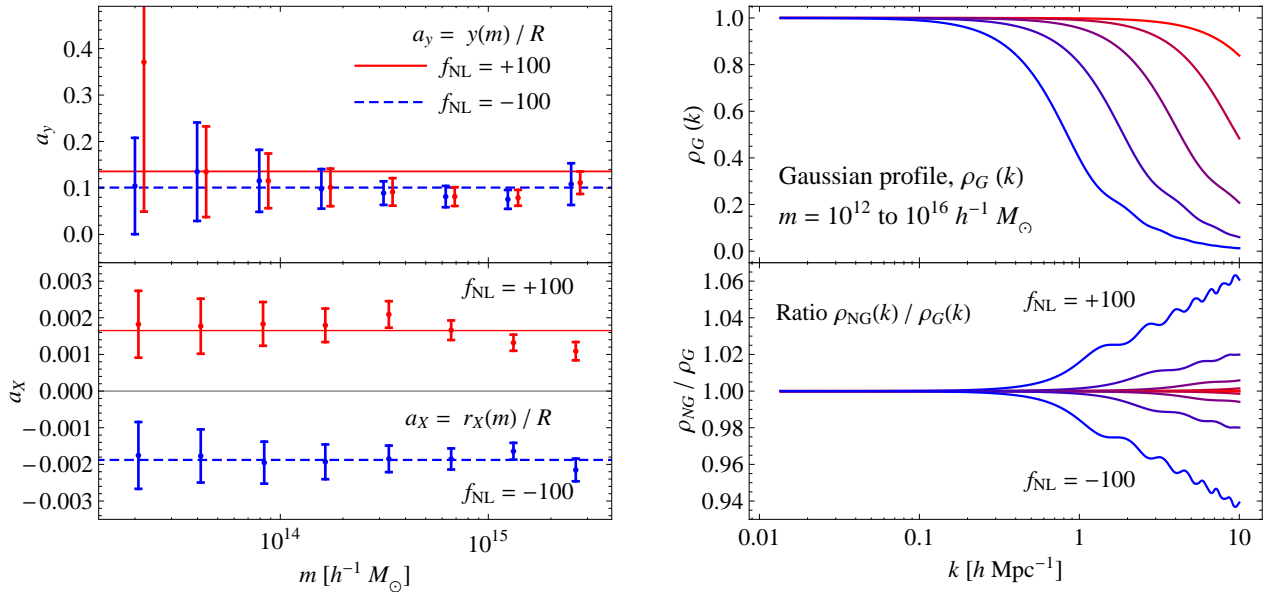 a_y = y(m) / R
f_NL = +100
f_NL = −100
0.4
0.3
0.2
0.1
0.0
a_y
0.003
0.002
0.001
0.000
−0.001
−0.002
−0.003
a_X
f_NL = +100
a_X = r_X(m) / R
f_NL = −100
10^14
10^15
m [h^−1 M_⊙]
1.0
0.8
0.6
0.4
0.2
0.0
ρ_G (k)
Gaussian profile, ρ_G (k)
m = 10^12 to 10^16 h^−1 M_⊙
1.06
1.04
1.02
1.00
0.98
0.96
0.94
ρ_NG / ρ_G
f_NL = +100
Ratio ρ_NG(k) / ρ_G(k)
f_NL = −100
0.01
0.1
1
10
k [h Mpc^−1]